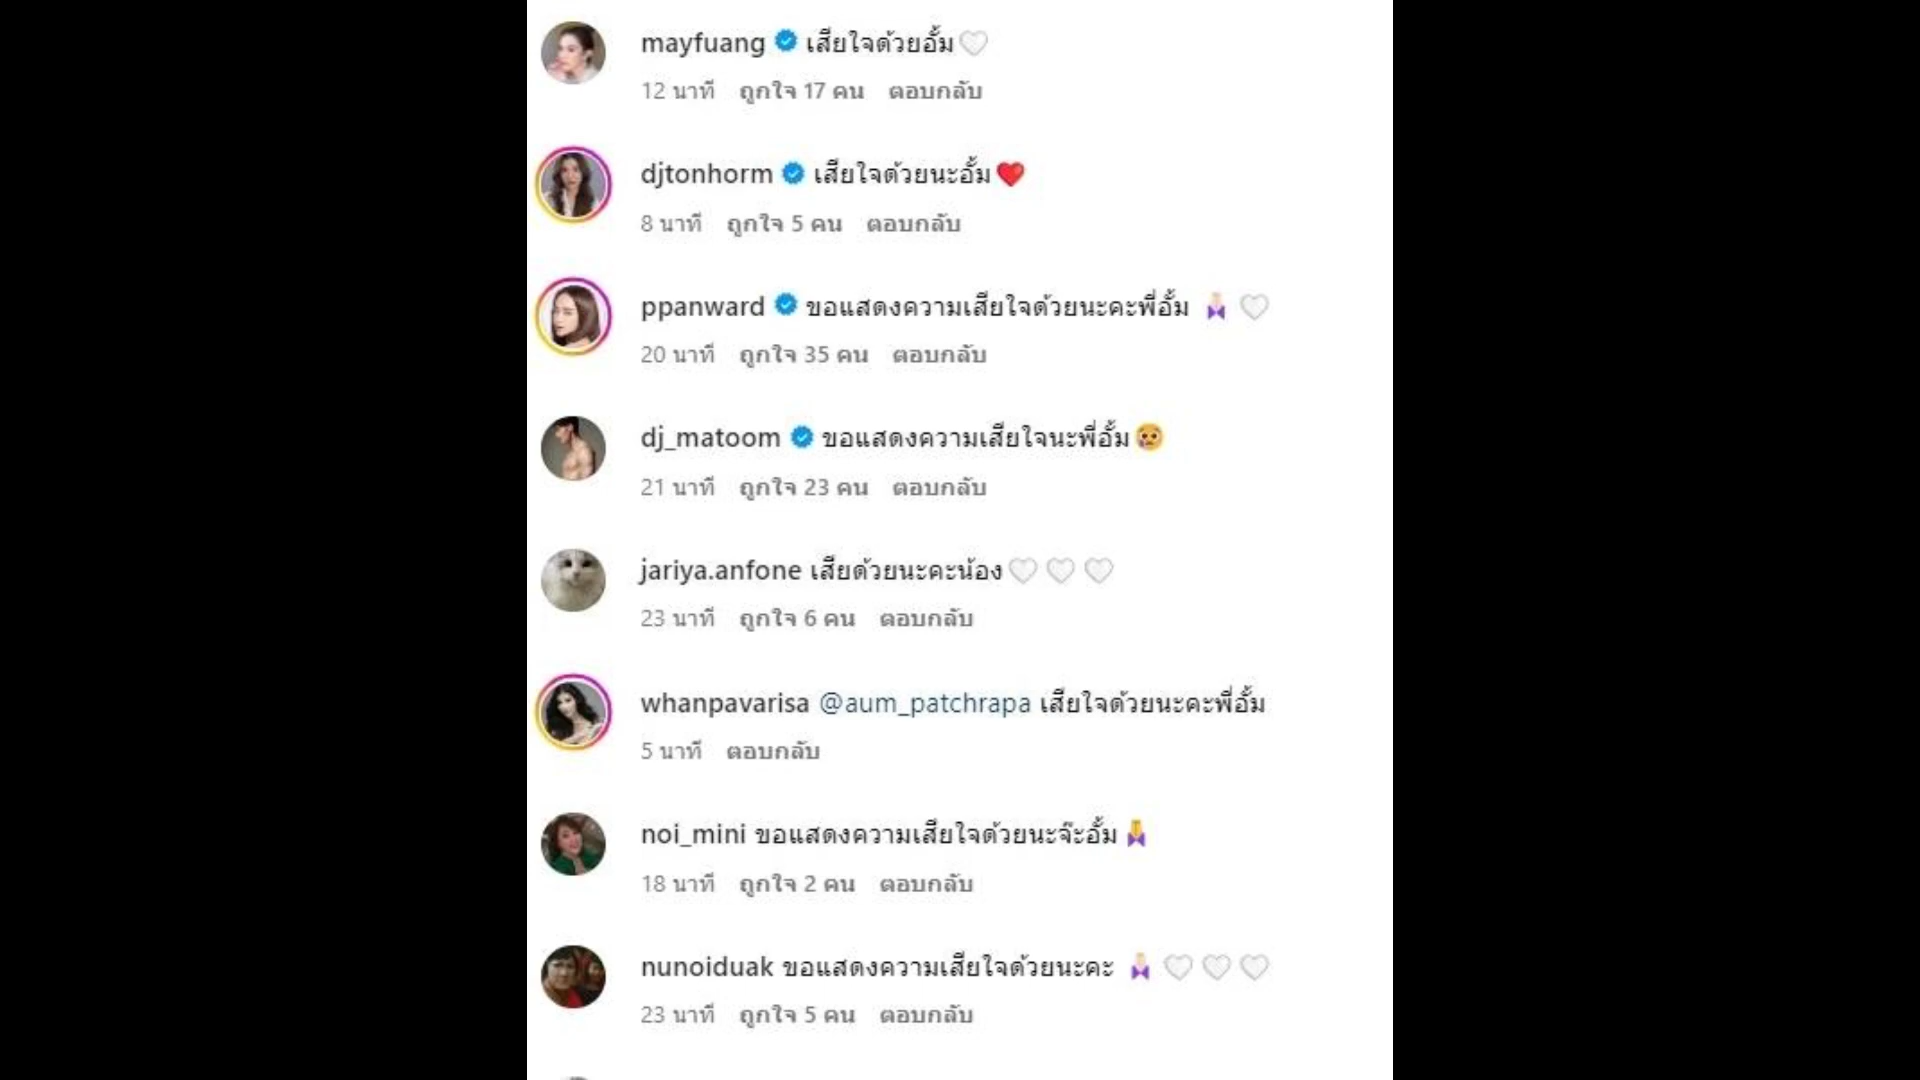 mayfuang เสียใจด้วยอั้ม🤍
12 นาที ถูกใจ 17 คน ตอบกลับ
djtonhorm เสียใจด้วยนะอั้ม❤️
8 นาที ถูกใจ 5 คน ตอบกลับ
ppanward ขอแสดงความเสียใจด้วยนะคะพี่อั้ม 🙏🏻 🤍
20 นาที ถูกใจ 35 คน ตอบกลับ
dj_matoom ขอแสดงความเสียใจนะพี่อั้ม😢
21 นาที ถูกใจ 23 คน ตอบกลับ
jariya.anfone เสียด้วยนะคะน้อง🤍🤍🤍
23 นาที ถูกใจ 6 คน ตอบกลับ
whanpavarisa @aum_patchrapa เสียใจด้วยนะคะพี่อั้ม
5 นาที ตอบกลับ
noi_mini ขอแสดงความเสียใจด้วยนะจ๊ะอั้ม🙏
18 นาที ถูกใจ 2 คน ตอบกลับ
nunoiduak ขอแสดงความเสียใจด้วยนะคะ 🙏🏻🤍🤍🤍
23 นาที ถูกใจ 5 คน ตอบกลับ